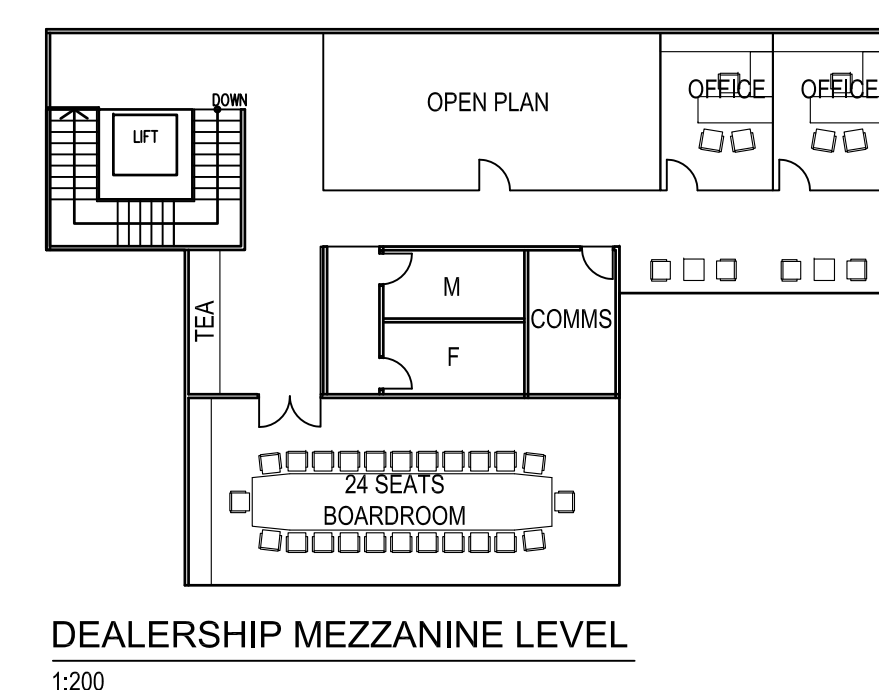 OPEN PLAN
OFFICE
OFFICE
DOWN
LIFT
M
TEA
COMMS
F
24 SEATS
BOARDROOM
DEALERSHIP MEZZANINE LEVEL
1:200